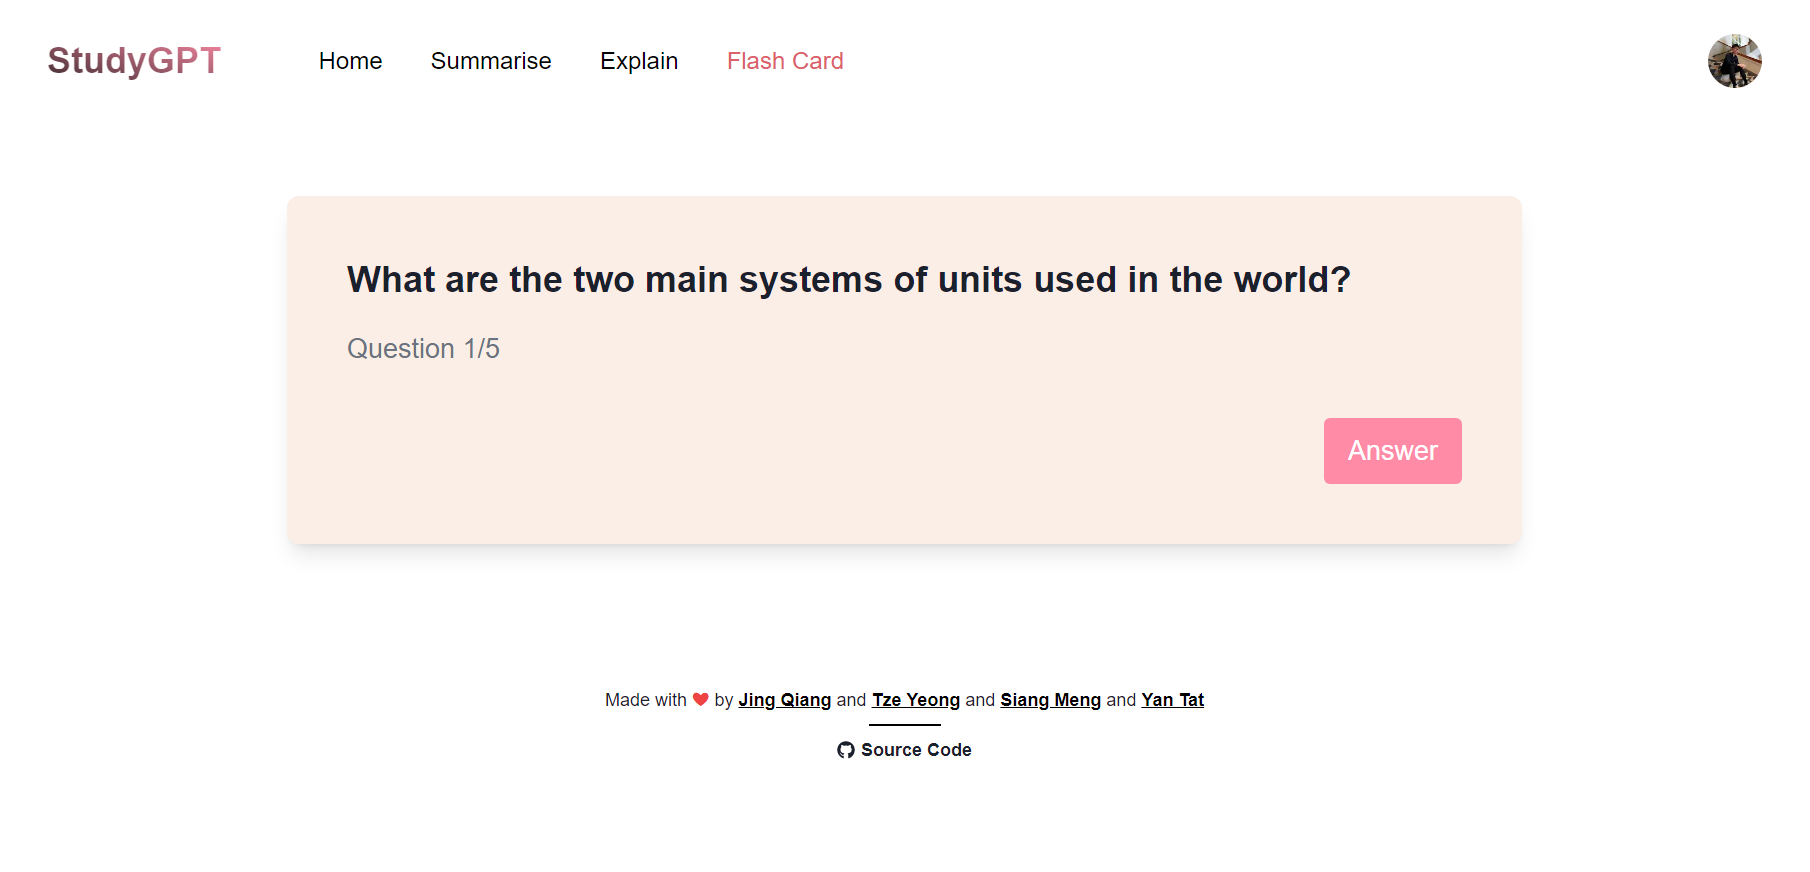 StudyGPT Home Summarise Explain Flash Card
What are the two main systems of units used in the world?
Question 1/5
Answer
Made with ❤ by Jing Qiang and Tze Yeong and Siang Meng and Yan Tat
Source Code